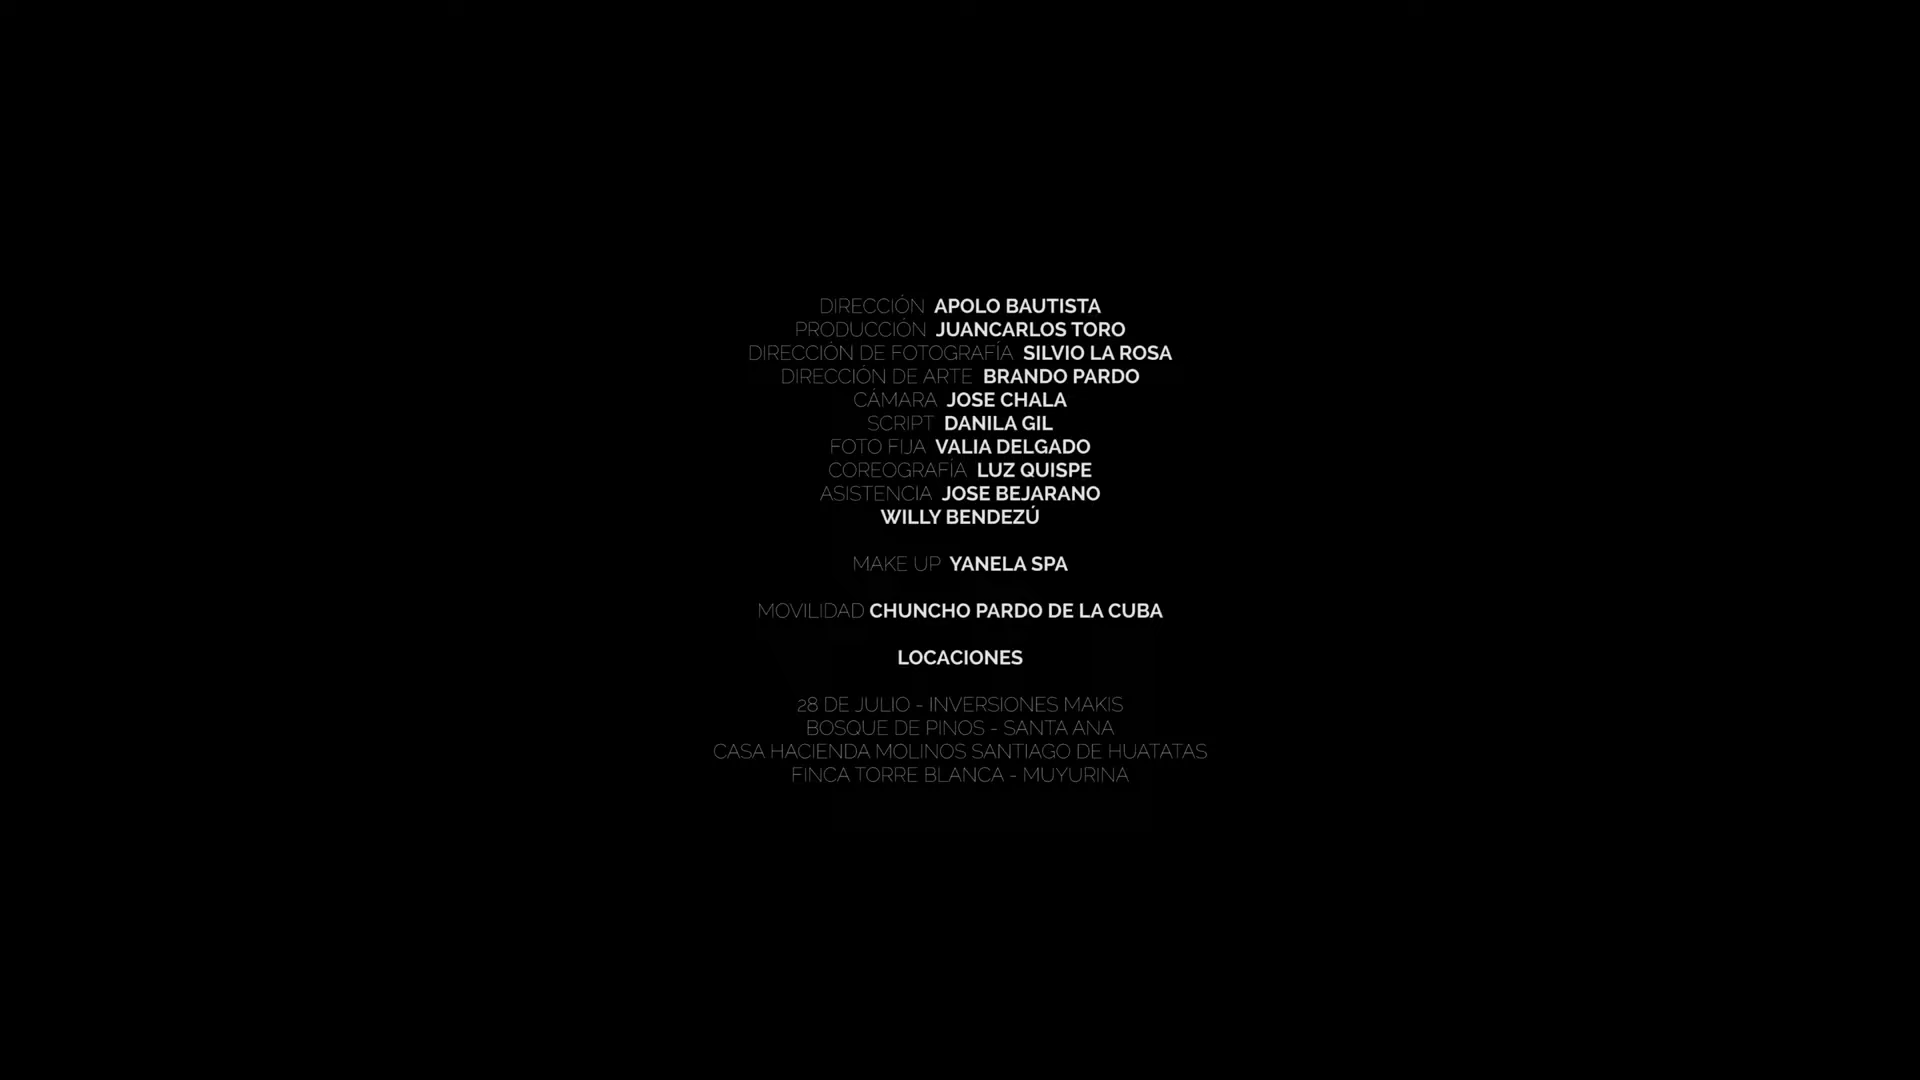 DIRECCIÓN APOLO BAUTISTA
PRODUCCIÓN JUANCARLOS TORO
DIRECCIÓN DE FOTOGRAFÍA SILVIO LA ROSA
DIRECCIÓN DE ARTE BRANDO PARDO
CÁMARA JOSE CHALA
SCRIPT DANILA GIL
FOTO FIJA VALIA DELGADO
COREOGRAFÍA LUZ QUISPE
ASISTENCIA JOSE BEJARANO
WILLY BENDEZÚ
MAKE UP YANELA SPA
MOVILIDAD CHUNCHO PARDO DE LA CUBA
LOCACIONES
28 DE JULIO - INVERSIONES MAKIS
BOSQUE DE PINOS - SANTA ANA
CASA HACIENDA MOLINOS SANTIAGO DE HUATATAS
FINCA TORRE BLANCA - MUYURINA